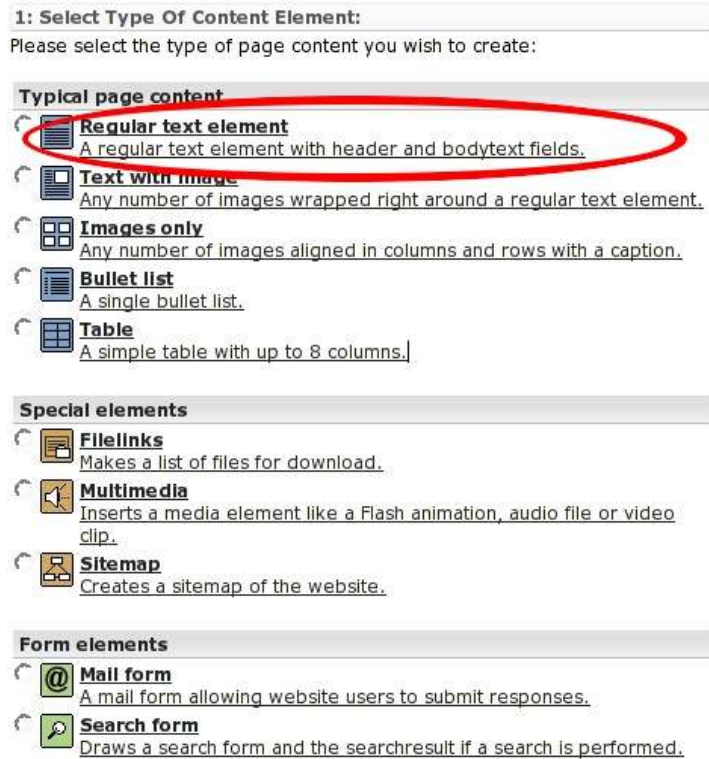 1: Select Type Of Content Element:
Please select the type of page content you wish to create:
Typical page content
Regular text element
A regular text element with header and bodytext fields.
Text with image
Any number of images wrapped right around a regular text element.
Images only
Any number of images aligned in columns and rows with a caption.
Bullet list
A single bullet list.
Table
A simple table with up to 8 columns.
Special elements
Filelinks
Makes a list of files for download.
Multimedia
Inserts a media element like a Flash animation, audio file or video
clip.
Sitemap
Creates a sitemap of the website.
Form elements
@ Mail form
A mail form allowing website users to submit responses.
Search form
Draws a search form and the searchresult if a search is performed.